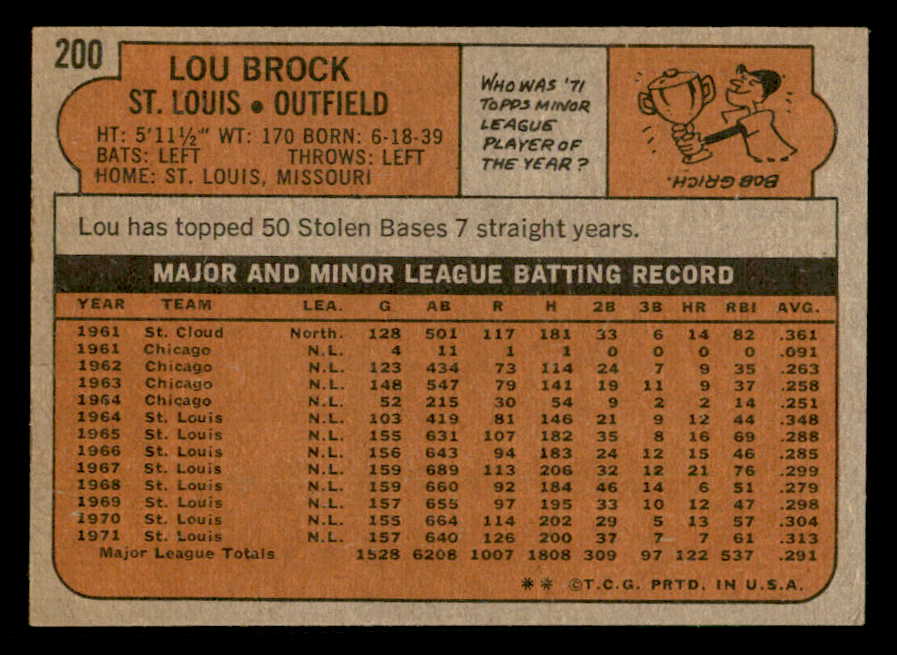 200
LOU BROCK
ST. LOUIS • OUTFIELD
HT: 5'11½" WT: 170 BORN: 6-18-39
BATS: LEFT THROWS: LEFT
HOME: ST. LOUIS, MISSOURI
WHO WAS '71
TOPPS MINOR
LEAGUE
PLAYER OF
THE YEAR?
BOB GRICH.
Lou has topped 50 Stolen Bases 7 straight years.
MAJOR AND MINOR LEAGUE BATTING RECORD
YEAR TEAM LEA. G AB R H 2B 3B HR RBI AVG.
1961 St. Cloud North. 128 501 117 181 33 6 14 82 .361
1961 Chicago N.L. 4 11 1 1 0 0 0 0 .091
1962 Chicago N.L. 123 434 73 114 24 7 9 35 .263
1963 Chicago N.L. 148 547 79 141 19 11 9 37 .258
1964 Chicago N.L. 52 215 30 54 9 2 2 14 .251
1964 St. Louis N.L. 103 419 81 146 21 9 12 44 .348
1965 St. Louis N.L. 155 631 107 182 35 8 16 69 .288
1966 St. Louis N.L. 156 643 94 183 24 12 15 46 .285
1967 St. Louis N.L. 159 689 113 206 32 12 21 76 .299
1968 St. Louis N.L. 159 660 92 184 46 14 6 51 .279
1969 St. Louis N.L. 157 655 97 195 33 10 12 47 .298
1970 St. Louis N.L. 155 664 114 202 29 5 13 57 .304
1971 St. Louis N.L. 157 640 126 200 37 7 7 61 .313
Major League Totals 1528 6208 1007 1808 309 97 122 537 .291
** ©T.C.G. PRTD. IN U.S.A.